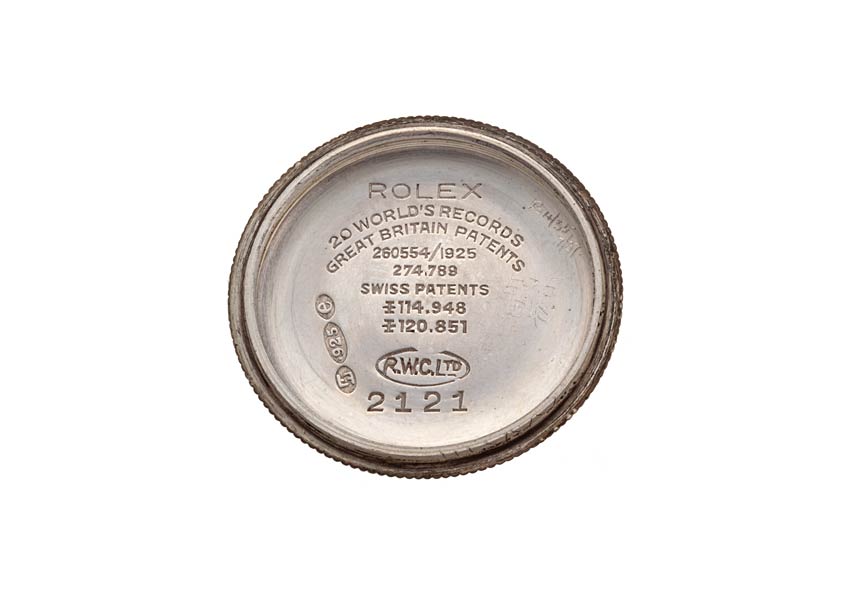 ROLEX
20 WORLD'S RECORDS
GREAT BRITAIN PATENTS
260554/1925
274.789
SWISS PATENTS
114.948
120.851
925
R.W.C.LTD
2121